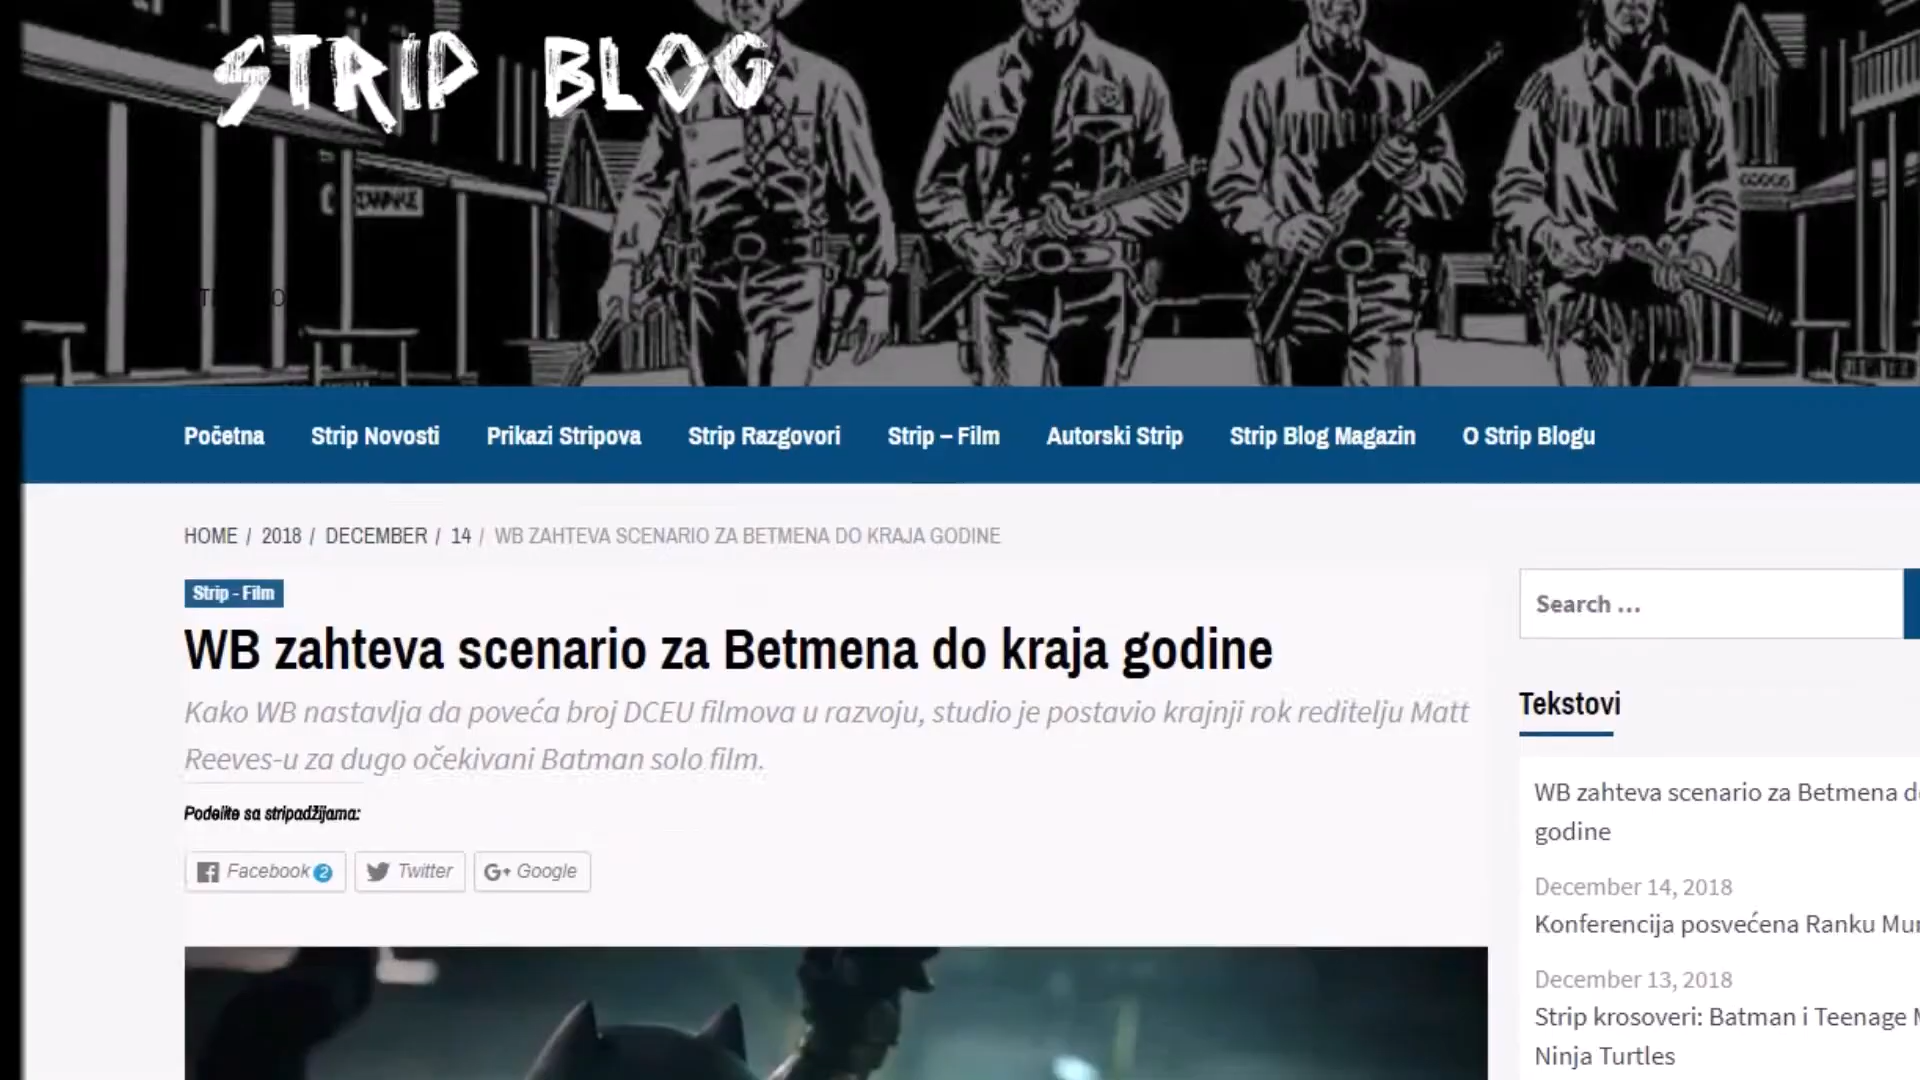 STRIP BLOG
Početna Strip Novosti Prikazi Stripova Strip Razgovori Strip – Film Autorski Strip Strip Blog Magazin O Strip Blogu
HOME / 2018 / DECEMBER / 14 / WB ZAHTEVA SCENARIO ZA BETMENA DO KRAJA GODINE
Strip - Film
WB zahteva scenario za Betmena do kraja godine
Kako WB nastavlja da poveća broj DCEU filmova u razvoju, studio je postavio krajnji rok reditelju Matt
Reeves-u za dugo očekivani Batman solo film.
Podelite sa stripadžijama:
Facebook 2 Twitter G+ Google
Search ...
Tekstovi
WB zahteva scenario za Betmena
godine
December 14, 2018
Konferencija posvećena Ranku
December 13, 2018
Strip krosoveri: Batman i Teenage
Ninja Turtles